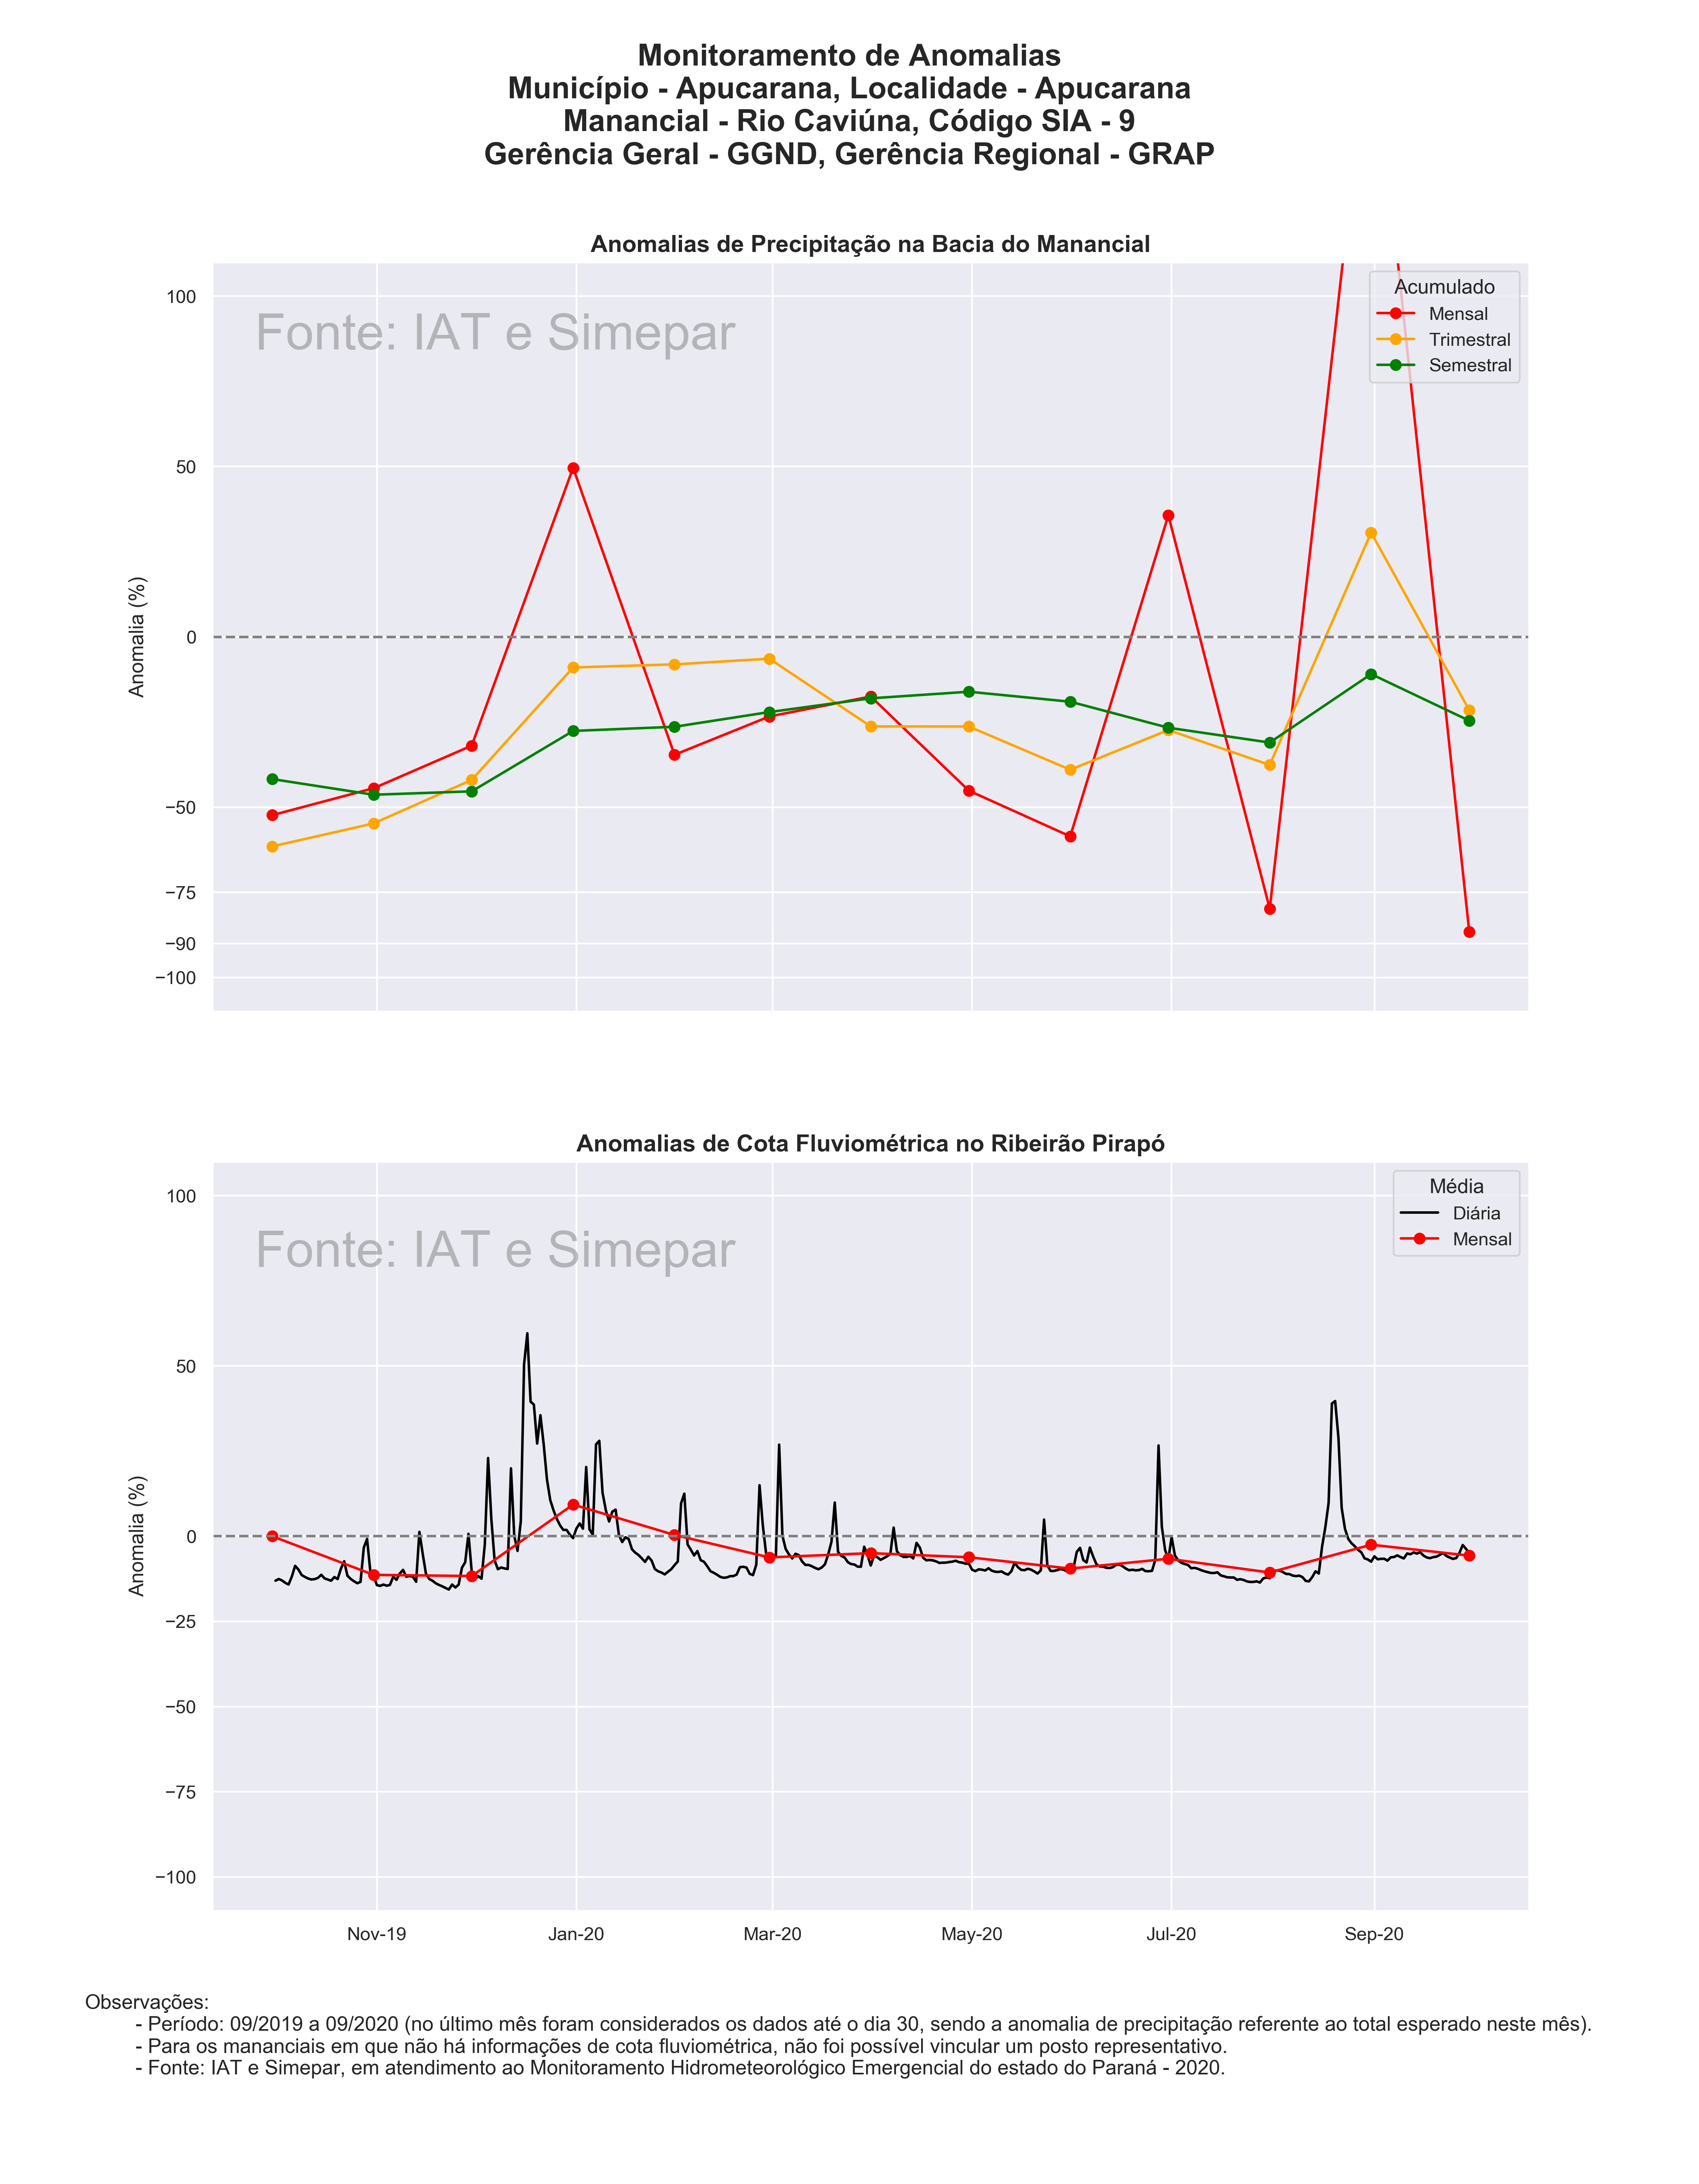 Monitoramento de Anomalias
Município - Apucarana, Localidade - Apucarana
Manancial - Rio Caviúna, Código SIA - 9
Gerência Geral - GGND, Gerência Regional - GRAP
Anomalias de Precipitação na Bacia do Manancial
Fonte: IAT e Simepar
Acumulado
Mensal
Trimestral
Semestral
Anomalia (%)
100
50
0
−50
−75
−90
−100
Anomalias de Cota Fluviométrica no Ribeirão Pirapó
Fonte: IAT e Simepar
Média
Diária
Mensal
Anomalia (%)
100
50
0
−25
−50
−75
−100
Nov-19 Jan-20 Mar-20 May-20 Jul-20 Sep-20
Observações:
- Período: 09/2019 a 09/2020 (no último mês foram considerados os dados até o dia 30, sendo a anomalia de precipitação referente ao total esperado neste mês).
- Para os mananciais em que não há informações de cota fluviométrica, não foi possível vincular um posto representativo.
- Fonte: IAT e Simepar, em atendimento ao Monitoramento Hidrometeorológico Emergencial do estado do Paraná - 2020.